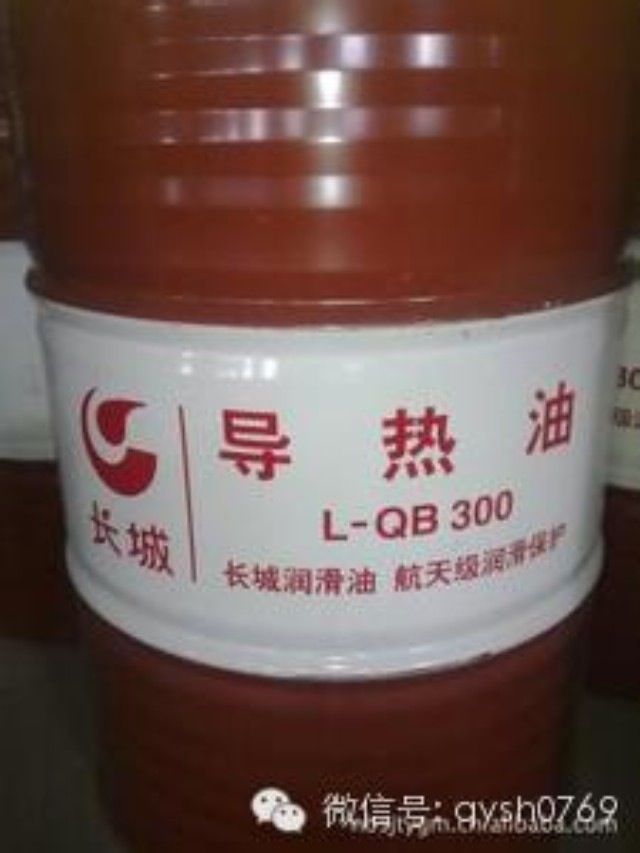 导热油
L-QB 300
长城
长城润滑油 航天级润滑保护
微信号: qysh0769